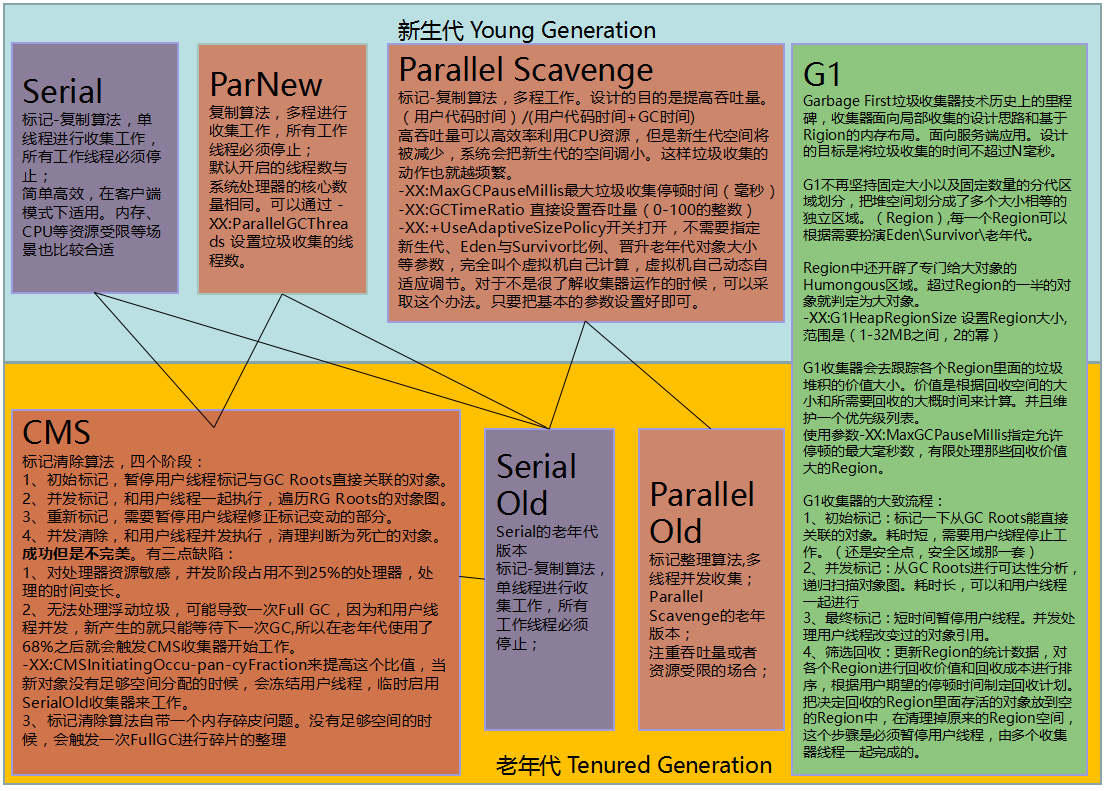 新生代 Young Generation
Serial
标记-复制算法，单
线程进行收集工作，
所有工作线程必须停
止；
简单高效，在客户端
模式下适用。内存、
CPU等资源受限等场
景也比较合适
ParNew
复制算法，多程进行
收集工作，所有工作
线程必须停止；
默认开启的线程数与
系统处理器的核心数
量相同。可以通过 -
XX:ParallelGCThrea
ds 设置垃圾收集的线
程数。
Parallel Scavenge
标记-复制算法，多程工作。设计的目的是提高吞吐量。
（用户代码时间）/(用户代码时间+GC时间)
高吞吐量可以高效率利用CPU资源，但是新生代空间将
被减少，系统会把新生代的空间调小。这样垃圾收集的
动作也就越频繁。
-XX:MaxGCPauseMillis最大垃圾收集停顿时间（毫秒）
-XX:GCTimeRatio 直接设置吞吐量（0-100的整数）
-XX:+UseAdaptiveSizePolicy开关打开，不需要指定
新生代、Eden与Survivor比例、晋升老年代对象大小
等参数，完全叫个虚拟机自己计算，虚拟机自己动态自
适应调节。对于不是很了解收集器运作的时候，可以采
取这个办法。只要把基本的参数设置好即可。
G1
Garbage First垃圾收集器技术历史上的里程
碑，收集器面向局部收集的设计思路和基于
Rigion的内存布局。面向服务端应用。设计
的目标是将垃圾收集的时间不超过N毫秒。
G1不再坚持固定大小以及固定数量的分代区
域划分，把堆空间划分成了多个大小相等的
独立区域。（Region）,每一个Region可以
根据需要扮演Eden\Survivor\老年代。
Region中还开辟了专门给大对象的
Humongous区域。超过Region的一半的对
象就判定为大对象。
-XX:G1HeapRegionSize 设置Region大小,
范围是（1-32MB之间，2的幂）
G1收集器会去跟踪各个Region里面的垃圾
堆积的价值大小。价值是根据回收空间的大
小和所需要回收的大概时间来计算。并且维
护一个优先级列表。
使用参数-XX:MaxGCPauseMillis指定允许
停顿的最大毫秒数，有限处理那些回收价值
大的Region。
G1收集器的大致流程：
1、初始标记：标记一下从GC Roots能直接
关联的对象。耗时短，需要用户线程停止工
作。（还是安全点，安全区域那一套）
2、并发标记：从GC Roots进行可达性分析，
递归扫描对象图。耗时长，可以和用户线程
一起进行
3、最终标记：短时间暂停用户线程。并发处
理用户线程改变过的对象引用。
4、筛选回收：更新Region的统计数据，对
各个Region进行回收价值和回收成本进行排
序，根据用户期望的停顿时间制定回收计划。
把决定回收的Region里面存活的对象放到空
的Region中，在清理掉原来的Region空间，
这个步骤是必须暂停用户线程，由多个收集
器线程一起完成的。
CMS
标记清除算法，四个阶段：
1、初始标记，暂停用户线程标记与GC Roots直接关联的对象。
2、并发标记，和用户线程一起执行，遍历RG Roots的对象图。
3、重新标记，需要暂停用户线程修正标记变动的部分。
4、并发清除，和用户线程并发执行，清理判断为死亡的对象。
成功但是不完美。有三点缺陷：
1、对处理器资源敏感，并发阶段占用不到25%的处理器，处
理的时间变长。
2、无法处理浮动垃圾，可能导致一次Full GC，因为和用户线
程并发，新产生的就只能等待下一次GC,所以在老年代使用了
68%之后就会触发CMS收集器开始工作。
-XX:CMSInitiatingOccu-pan-cyFraction来提高这个比值，当
新对象没有足够空间分配的时候，会冻结用户线程，临时启用
SerialOld收集器来工作。
3、标记清除算法自带一个内存碎皮问题。没有足够空间的时
候，会触发一次FullGC进行碎片的整理
Serial
Old
Serial的老年代
版本
标记-复制算法，
单线程进行收
集工作，所有
工作线程必须
停止；
Parallel
Old
标记整理算法,多
线程并发收集；
Parallel
Scavenge的老年
版本；
注重吞吐量或者
资源受限的场合；
老年代 Tenured Generation